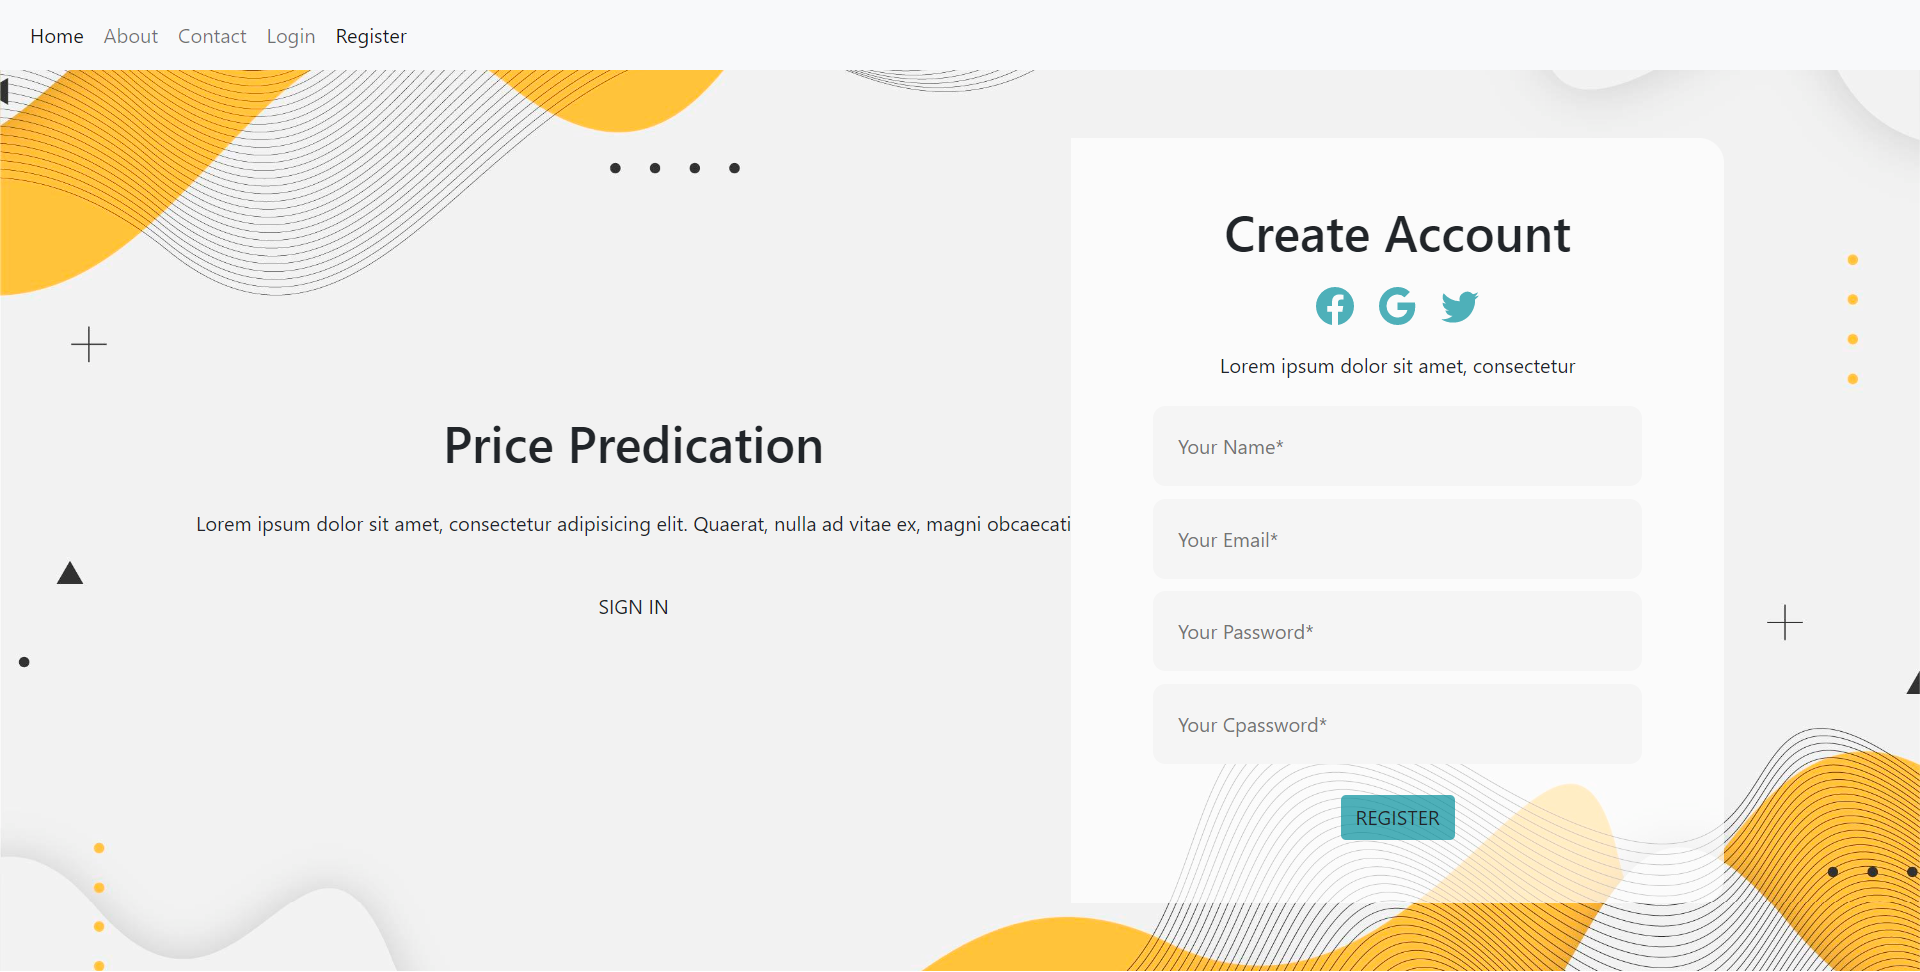 Home About Contact Login Register
Price Predication
Lorem ipsum dolor sit amet, consectetur adipisicing elit. Quaerat, nulla ad vitae ex, magni obcaecati
SIGN IN
Create Account
Lorem ipsum dolor sit amet, consectetur
Your Name*
Your Email*
Your Password*
Your Cpassword*
REGISTER